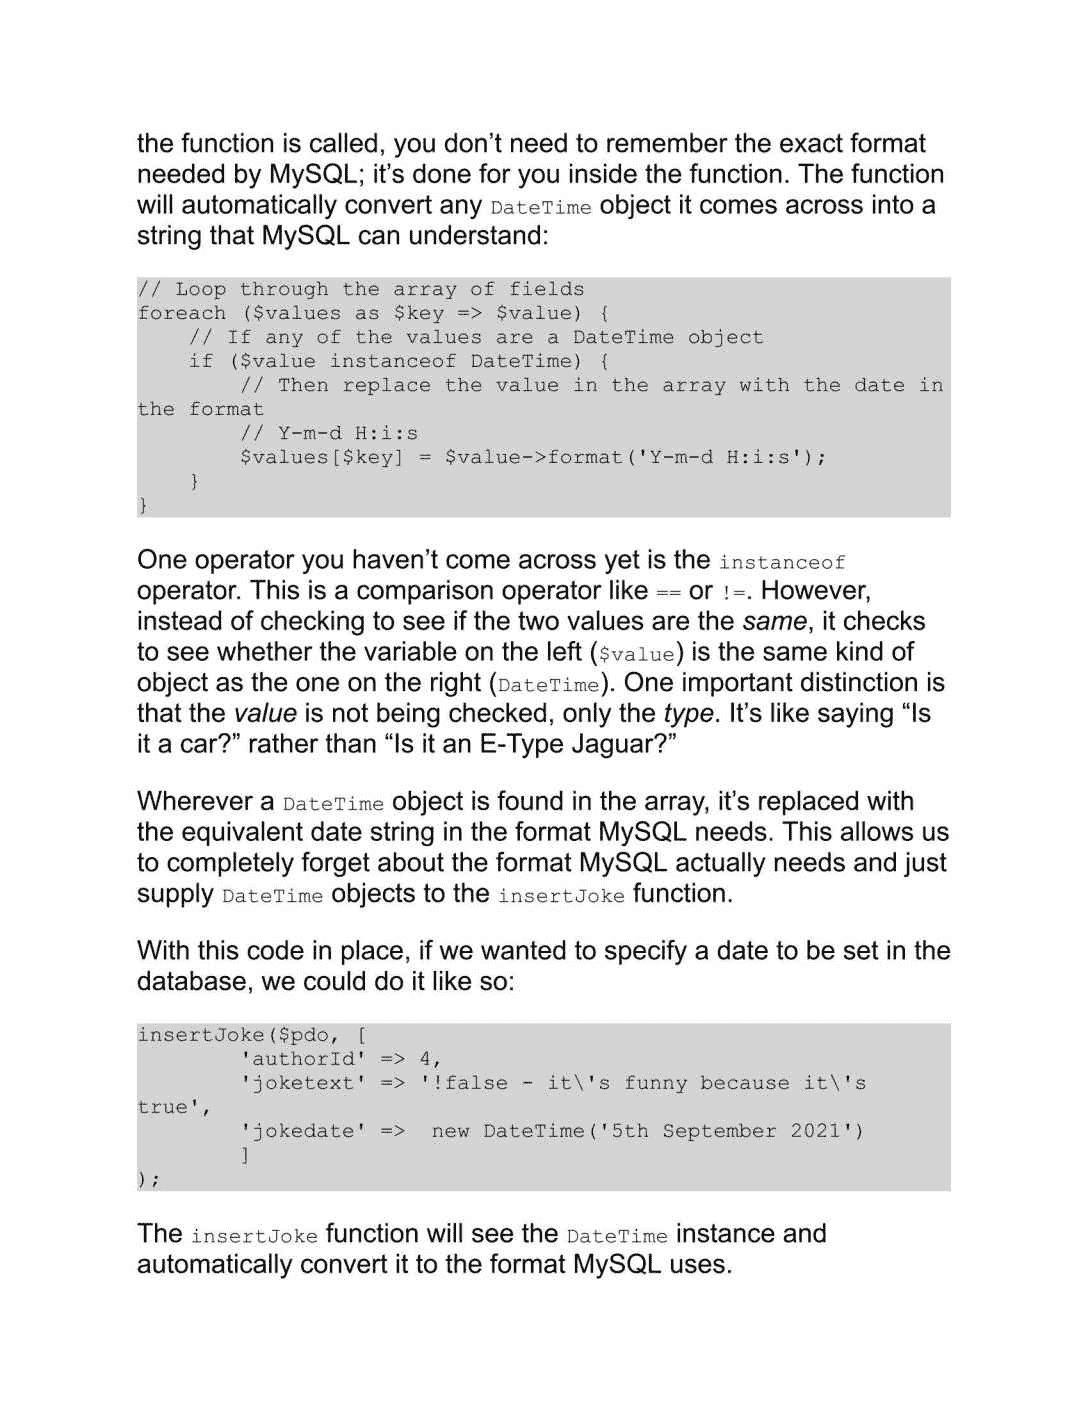 the function is called, you don’t need to remember the exact format
needed by MySQL; it’s done for you inside the function. The function
will automatically convert any DateTime object it comes across into a
string that MySQL can understand:
// Loop through the array of fields
foreach ($values as $key => $value) {
    // If any of the values are a DateTime object
    if ($value instanceof DateTime) {
        // Then replace the value in the array with the date in
the format
        // Y-m-d H:i:s
        $values[$key] = $value->format('Y-m-d H:i:s');
    }
}
One operator you haven’t come across yet is the instanceof
operator. This is a comparison operator like == or !=. However,
instead of checking to see if the two values are the same, it checks
to see whether the variable on the left ($value) is the same kind of
object as the one on the right (DateTime). One important distinction is
that the value is not being checked, only the type. It’s like saying “Is
it a car?” rather than “Is it an E-Type Jaguar?”
Wherever a DateTime object is found in the array, it’s replaced with
the equivalent date string in the format MySQL needs. This allows us
to completely forget about the format MySQL actually needs and just
supply DateTime objects to the insertJoke function.
With this code in place, if we wanted to specify a date to be set in the
database, we could do it like so:
insertJoke($pdo, [
        'authorId' => 4,
        'joketext' => '!false - it\'s funny because it\'s
true',
        'jokedate' =>  new DateTime('5th September 2021')
        ]
);
The insertJoke function will see the DateTime instance and
automatically convert it to the format MySQL uses.